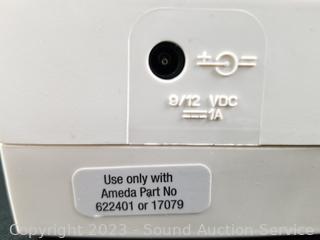 9/12 VDC
1A
Use only with
Ameda Part No
622401 or 17079
Copyright 2023 - Sound Auction Service